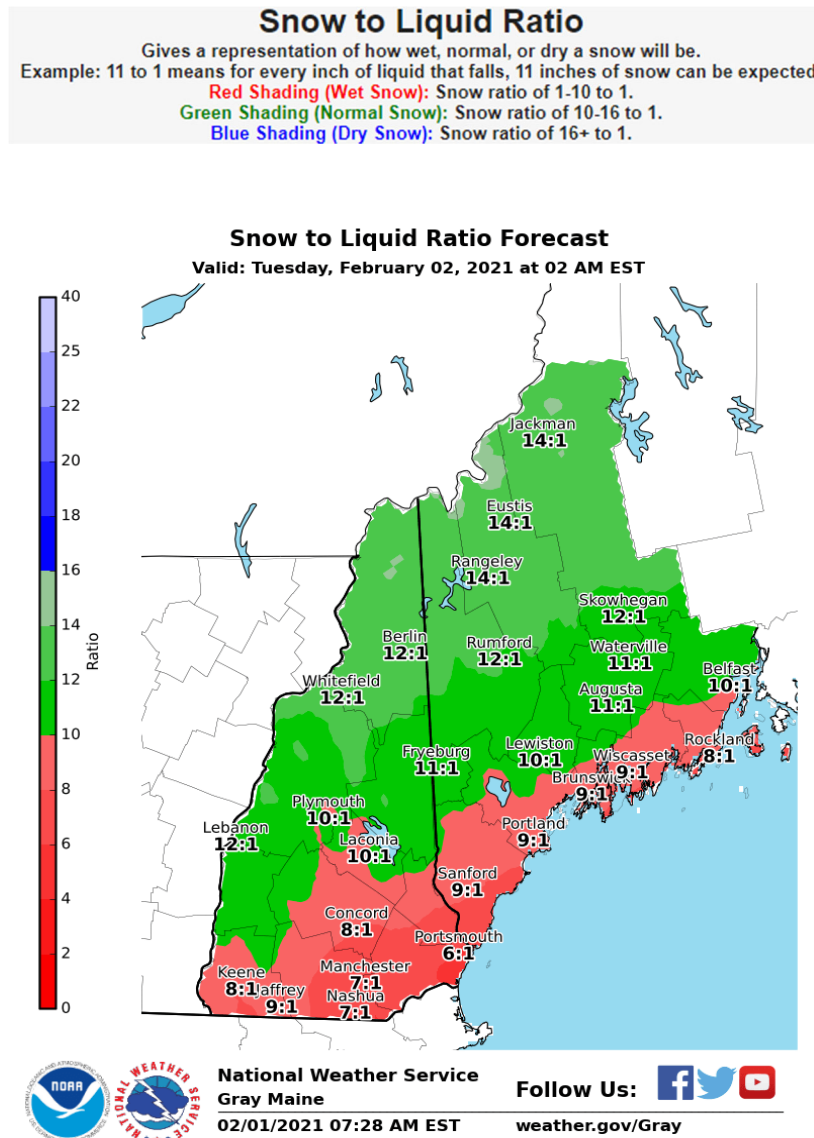 Snow to Liquid Ratio
Gives a representation of how wet, normal, or dry a snow will be.
Example: 11 to 1 means for every inch of liquid that falls, 11 inches of snow can be expected
Red Shading (Wet Snow): Snow ratio of 1-10 to 1.
Green Shading (Normal Snow): Snow ratio of 10-16 to 1.
Blue Shading (Dry Snow): Snow ratio of 16+ to 1.
Snow to Liquid Ratio Forecast
Valid: Tuesday, February 02, 2021 at 02 AM EST
40
25
22
20
18
16
14
12
10
8
6
4
2
0
Ratio
Jackman
14:1
Eustis
14:1
Rangeley
14:1
Skowhegan
12:1
Berlin
12:1
Rumford
12:1
Waterville
11:1
Belfast
10:1
Whitefield
12:1
Augusta
11:1
Fryeburg
11:1
Lewiston
10:1
Rockland
8:1
Wiscasset
9:1
Brunswick
9:1
Plymouth
10:1
Lebanon
12:1
Laconia
10:1
Portland
9:1
Sanford
9:1
Concord
8:1
Portsmouth
6:1
Keene
8:1
Jaffrey
9:1
Manchester
7:1
Nashua
7:1
NOAA
NATIONAL WEATHER SERVICE
National Weather Service
Gray Maine
02/01/2021 07:28 AM EST
Follow Us:
weather.gov/Gray